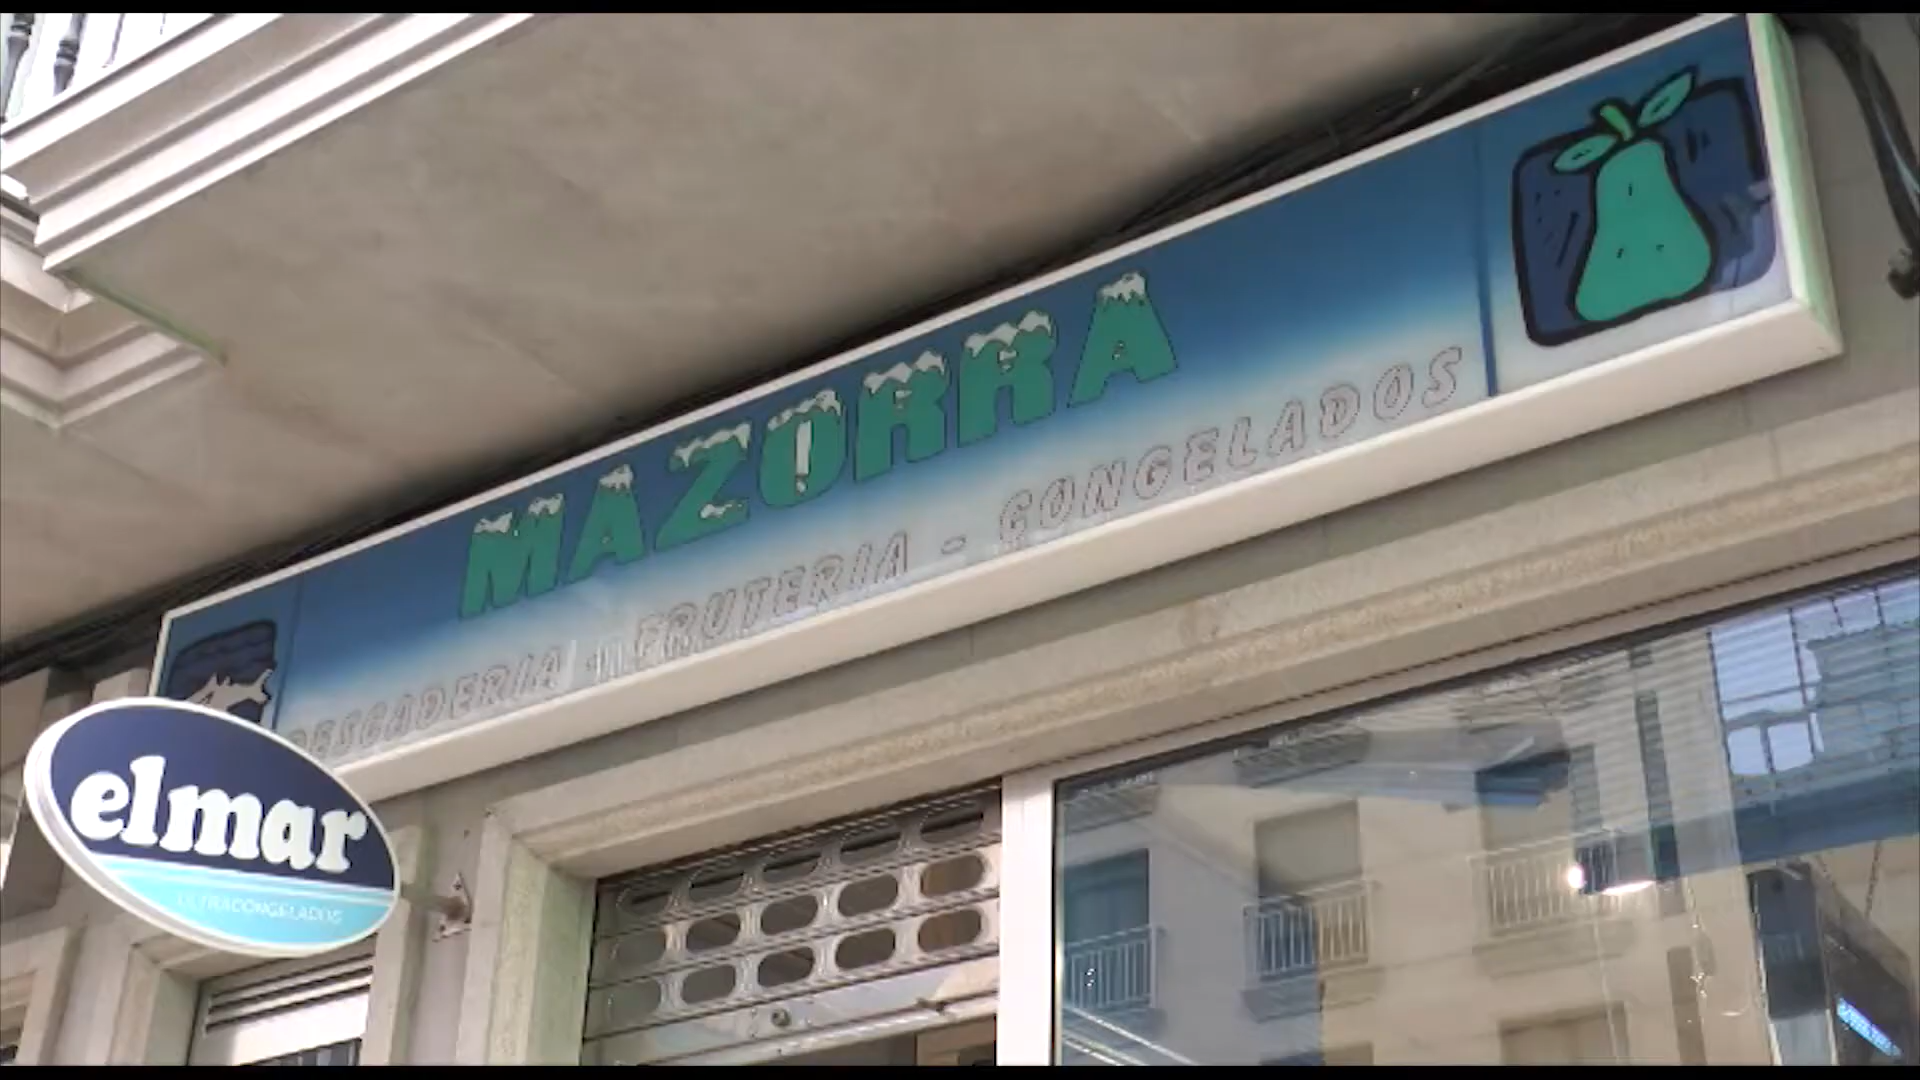 MAZORRA
PESCADERIA - FRUTERIA - CONGELADOS
elmar
ULTRACONGELADOS